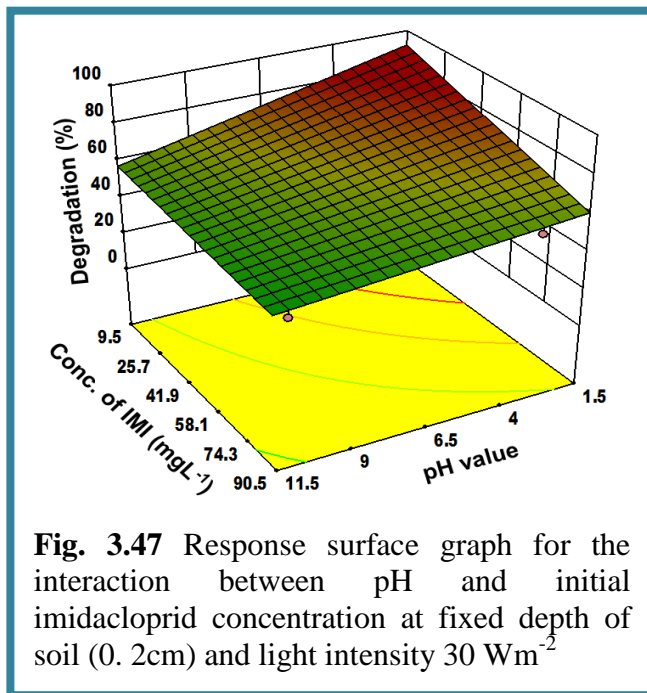 100
80
60
40
20
0
Degradation (%)
9.5
25.7
41.9
58.1
74.3
90.5
Conc. of IMI (mgL⁻¹)
11.5
9
6.5
4
1.5
pH value
Fig. 3.47 Response surface graph for the
interaction between pH and initial
imidacloprid concentration at fixed depth of
soil (0. 2cm) and light intensity 30 Wm⁻²